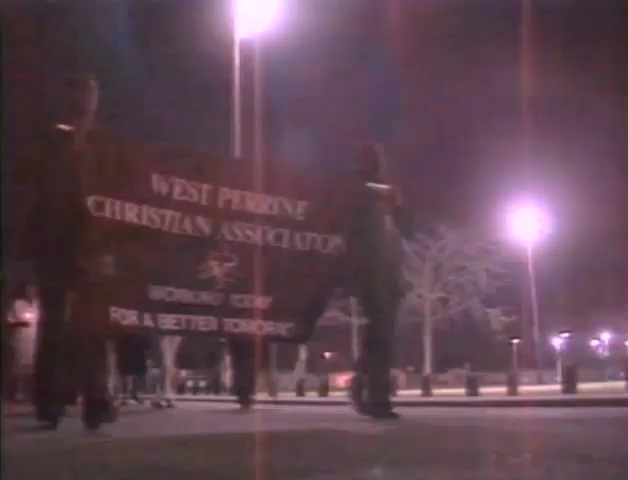 WEST PERRINE
CHRISTIAN ASSOCIATION
WORKING TODAY
FOR A BETTER TOMORROW